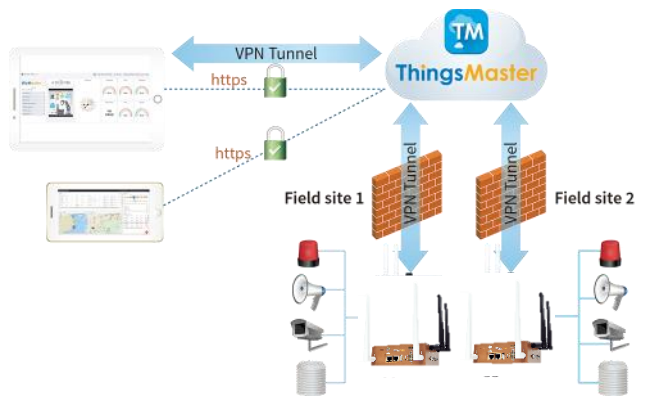 TM
VPN Tunnel
ThingsMaster
https
https
VPN Tunnel
VPN Tunnel
Field site 1
Field site 2